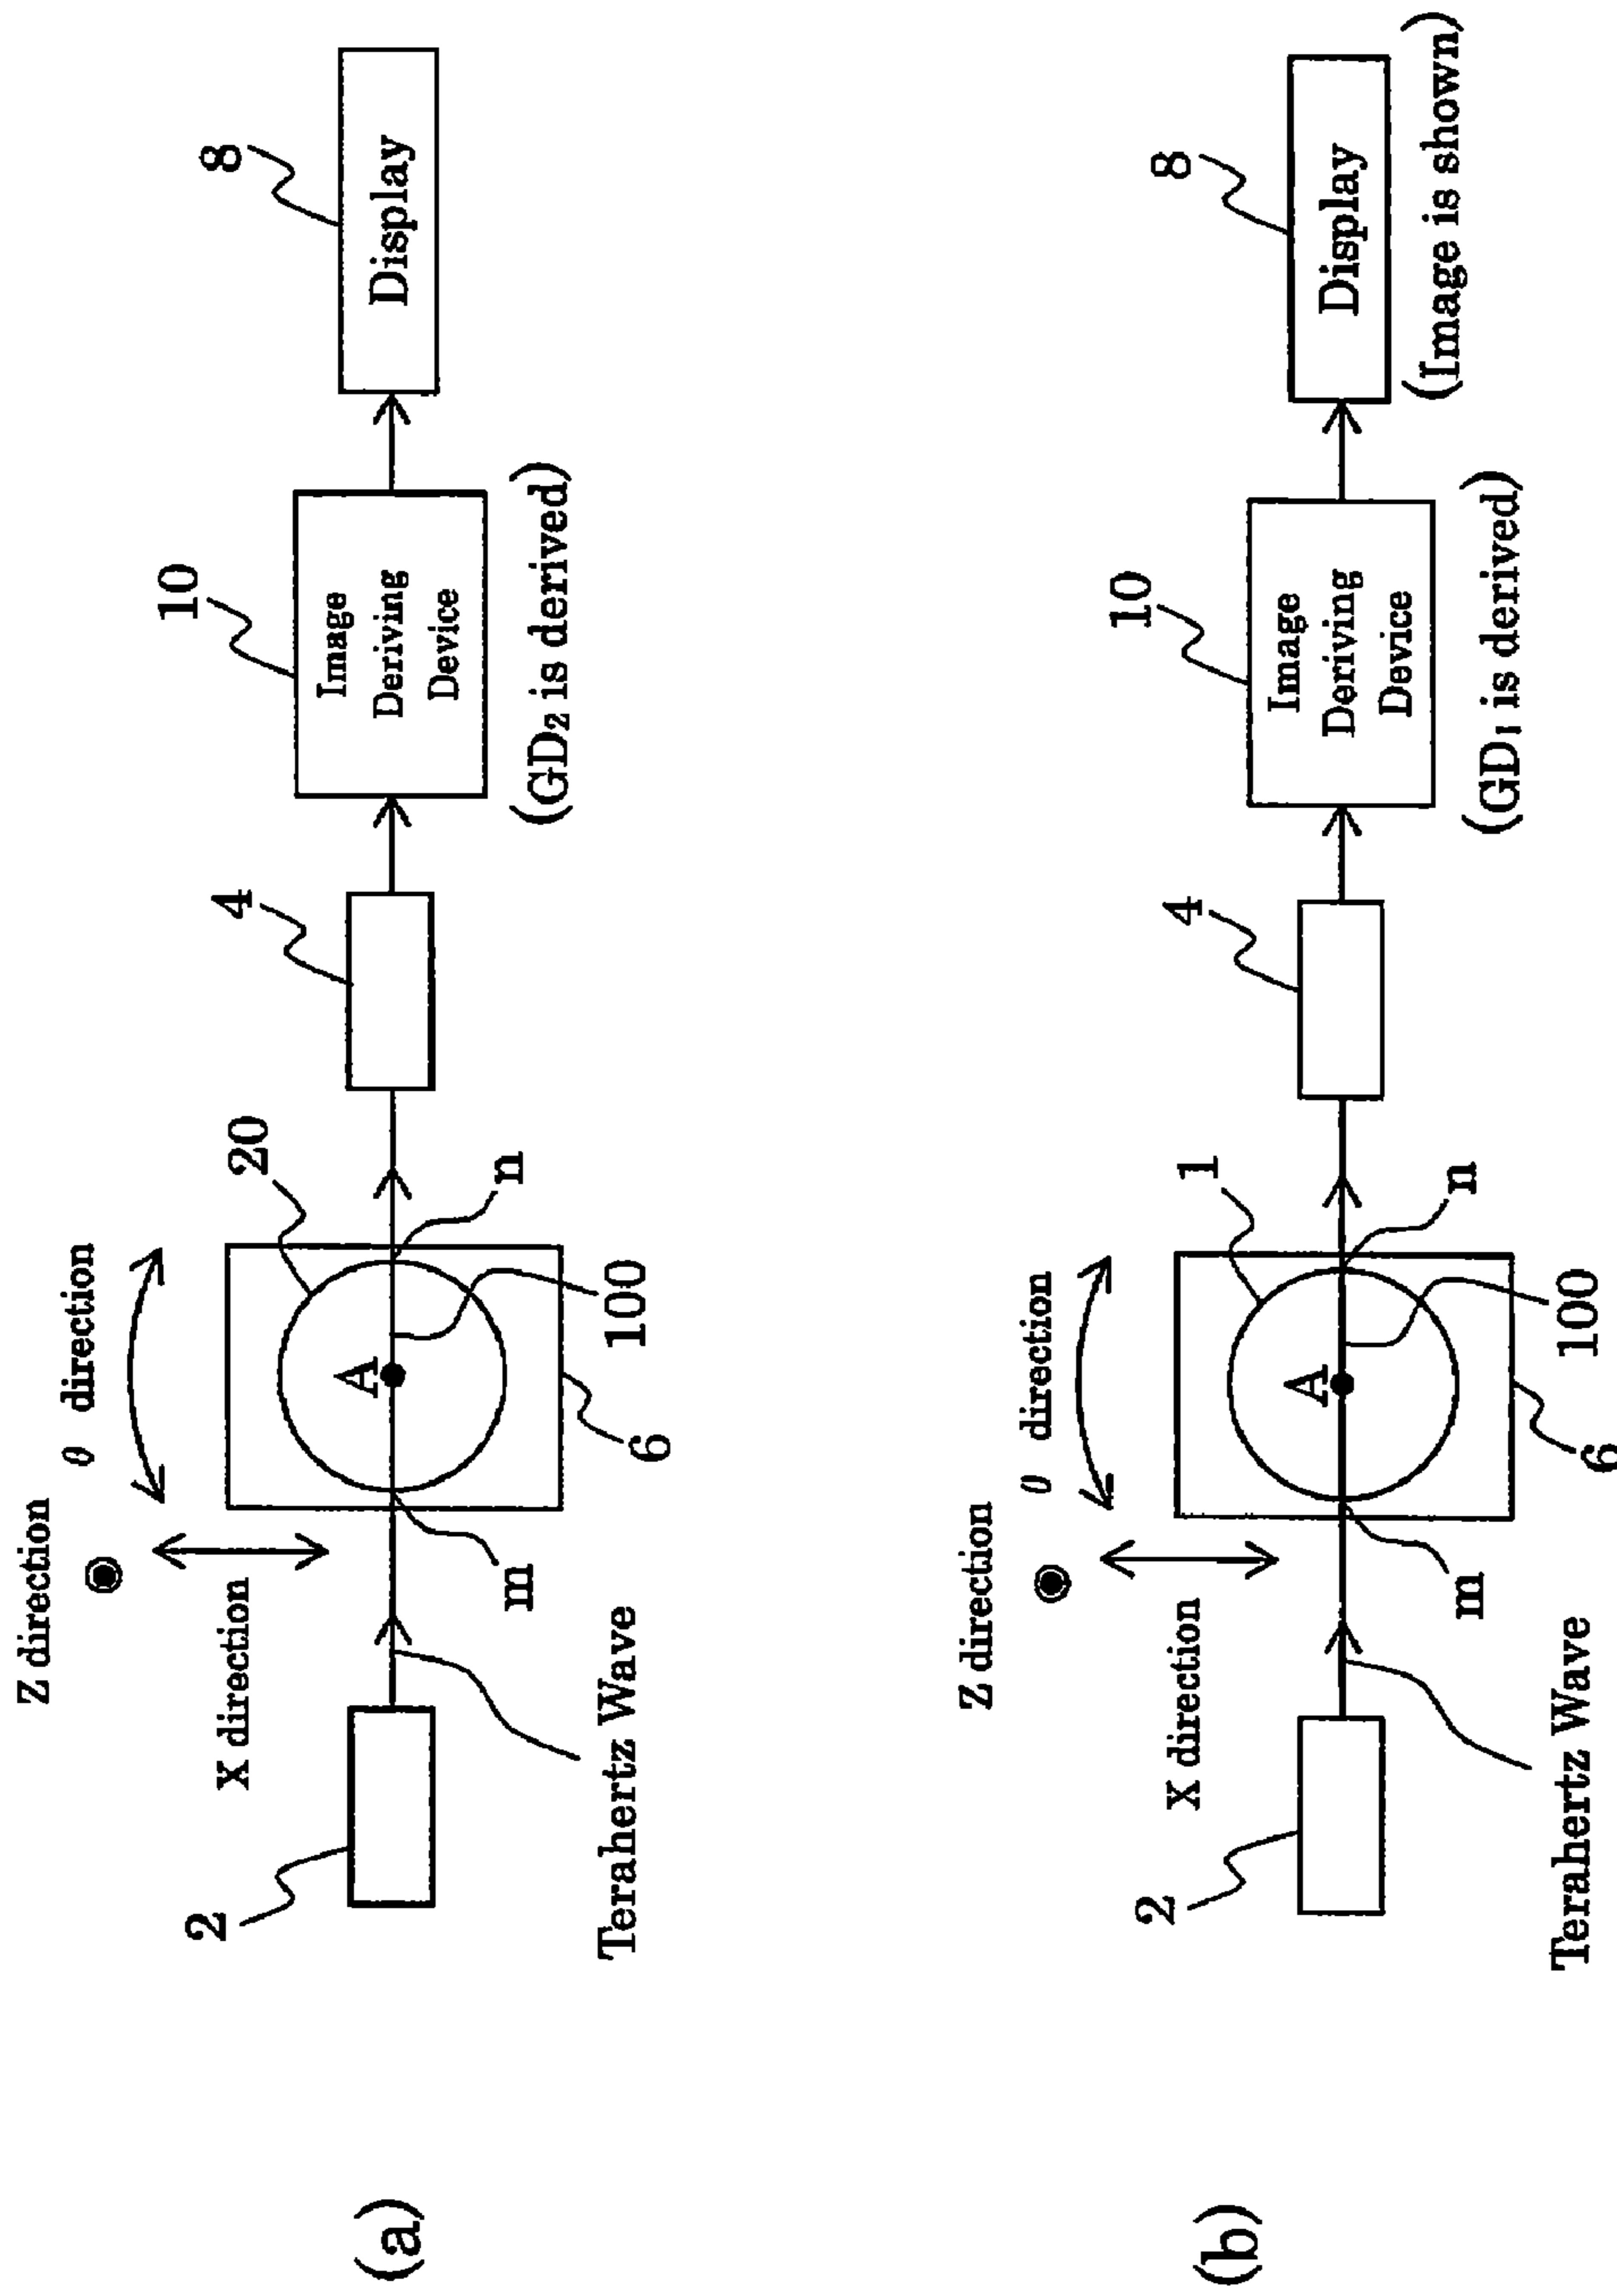 (a)
Z direction
θ direction
X direction
2
Terahertz Wave
m
A
20
n
100
6
4
10
Image
Deriving
Device
(GD2 is derived)
8
Display
(b)
Z direction
θ direction
X direction
2
Terahertz Wave
m
A
1
n
100
6
4
10
Image
Deriving
Device
(GD1 is derived)
8
Display
(Image is shown)